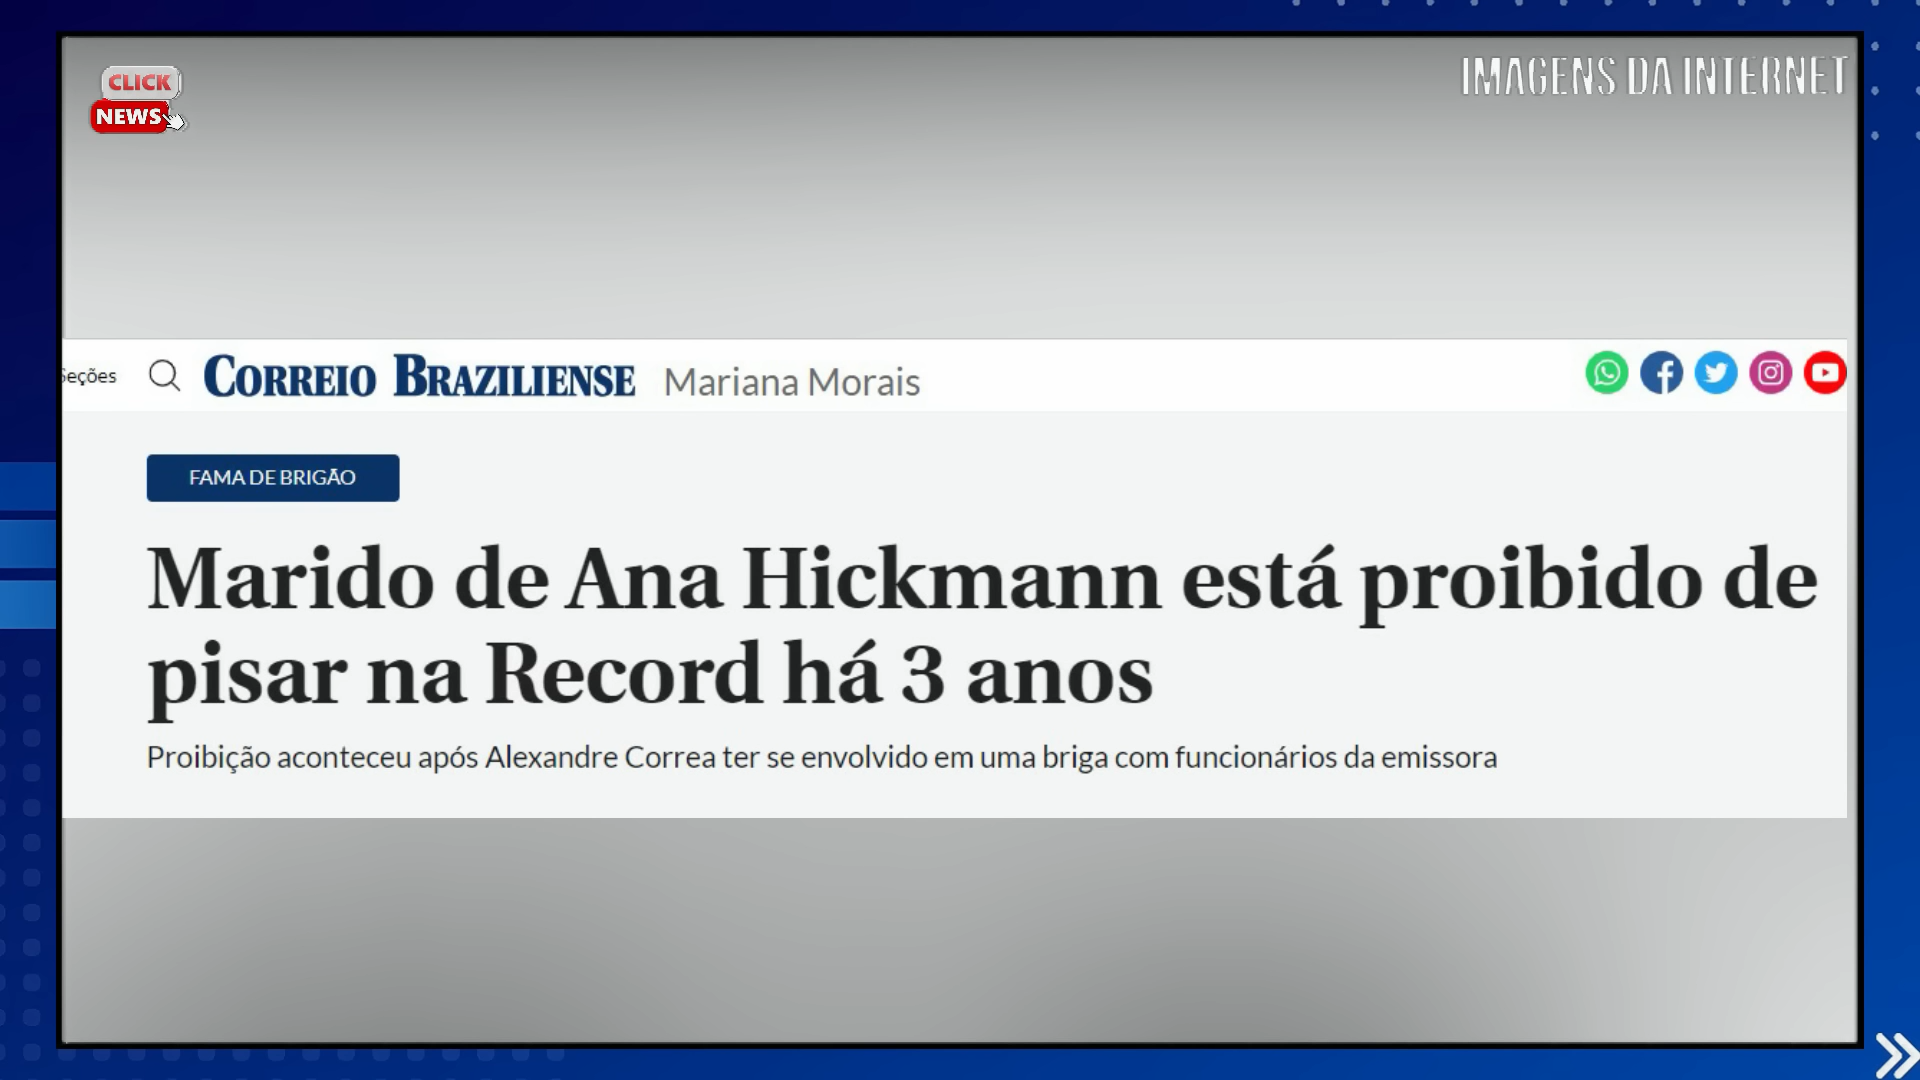 CLICK
NEWS
IMAGENS DA INTERNET
Seções
CORREIO BRAZILIENSE Mariana Morais
FAMA DE BRIGÃO
Marido de Ana Hickmann está proibido de
pisar na Record há 3 anos
Proibição aconteceu após Alexandre Correa ter se envolvido em uma briga com funcionários da emissora